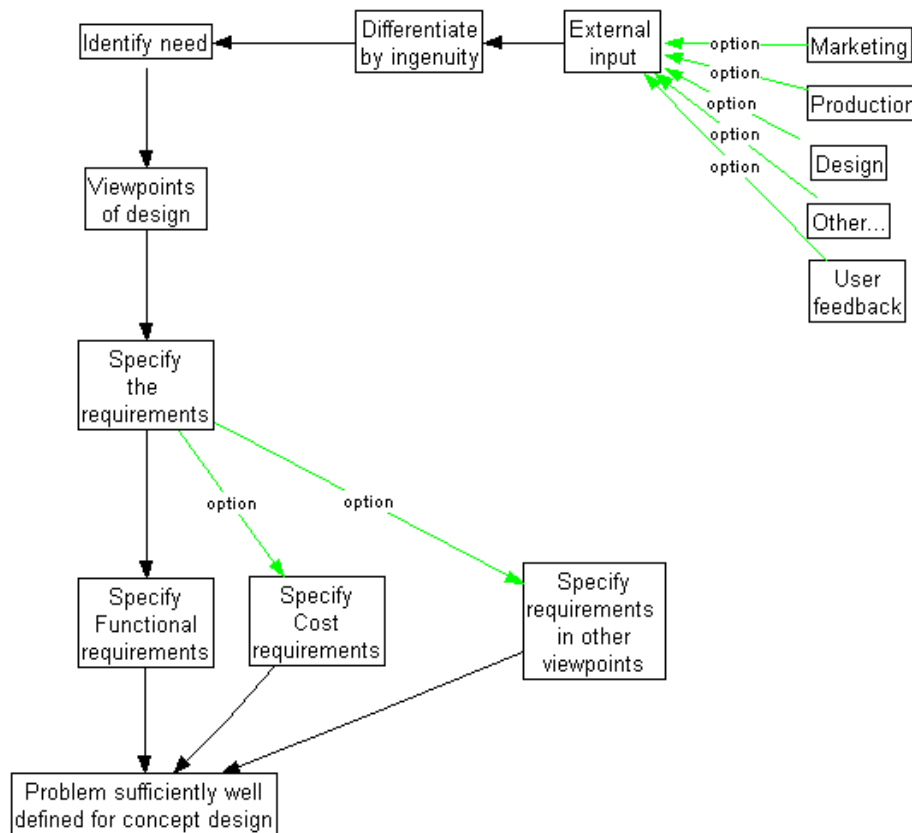 Identify need
Differentiate
by ingenuity
External
input
option
Marketing
option
Production
option
Design
option
Other...
option
User
feedback
Viewpoints
of design
Specify
the
requirements
option
option
Specify
Functional
requirements
Specify
Cost
requirements
Specify
requirements
in other
viewpoints
Problem sufficiently well
defined for concept design